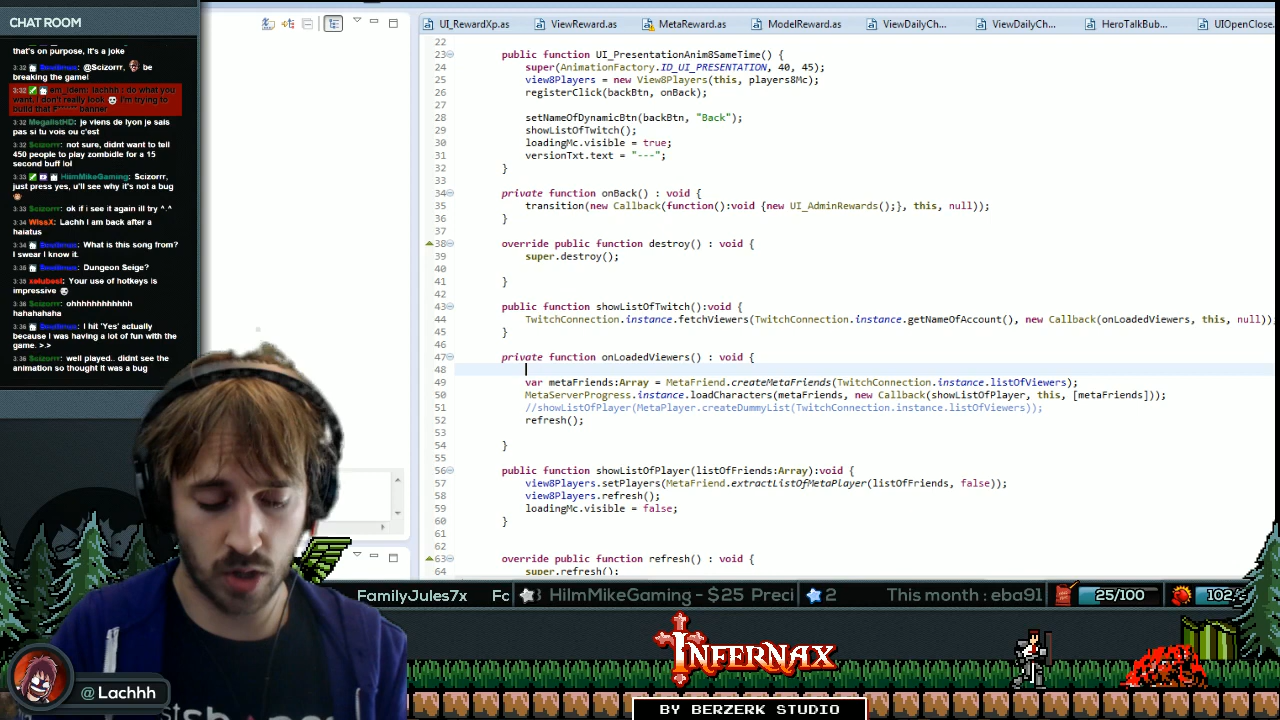 CHAT ROOM
that's on purpose, it's a joke
3:32 @Scizorrr, be
breaking the game!
3:32 em_idem: lachhh : do what you
want, I don't really look I'm trying to
build that banner
3:32 MegalistHD: je viens de lyon je sais
pas si tu vois ou c'est
3:32 Scizorrr: not sure, didnt want to tell
450 people to play zombidle for a 15
second buff lol
3:33 HiimMikeGaming: Scizorrr,
just press yes, u'll see why it's not a bug
3:33 Scizorrr: ok if i see it again ill try ^.^
3:34 WissX: Lachh I am back after a
haiatus
3:34 What is this song from?
I swear I know it.
3:35 Dungeon Seige?
3:35 xelubest: Your use of hotkeys is
impressive
3:36 Scizorrr: ohhhhhhhhhhh
hahahahaha
3:36 I hit 'Yes' actually
because I was having a lot of fun with the
game. >.>
3:36 Scizorrr: well played.. didnt see the
animation so thought it was a bug
UI_RewardXp.as ViewReward.as MetaReward.as ModelReward.as ViewDailyCh... ViewDailyCh... HeroTalkBub... UIOpenClose.
22
23 public function UI_PresentationAnim8SameTime() {
24 super(AnimationFactory.ID_UI_PRESENTATION, 40, 45);
25 view8Players = new View8Players(this, players8Mc);
26 registerClick(backBtn, onBack);
27
28 setNameOfDynamicBtn(backBtn, "Back");
29 showListOfTwitch();
30 loadingMc.visible = true;
31 versionTxt.text = "---";
32 }
33
34 private function onBack() : void {
35 transition(new Callback(function():void {new UI_AdminRewards();}, this, null));
36 }
37
38 override public function destroy() : void {
39 super.destroy();
40
41 }
42
43 public function showListOfTwitch():void {
44 TwitchConnection.instance.fetchViewers(TwitchConnection.instance.getNameOfAccount(), new Callback(onLoadedViewers, this, null));
45 }
46
47 private function onLoadedViewers() : void {
48
49 var metaFriends:Array = MetaFriend.createMetaFriends(TwitchConnection.instance.listOfViewers);
50 MetaServerProgress.instance.loadCharacters(metaFriends, new Callback(showListOfPlayer, this, [metaFriends]));
51 //showListOfPlayer(MetaPlayer.createDummyList(TwitchConnection.instance.listOfViewers));
52 refresh();
53
54 }
55
56 public function showListOfPlayer(listOfFriends:Array):void {
57 view8Players.setPlayers(MetaFriend.extractListOfMetaPlayer(listOfFriends, false));
58 view8Players.refresh();
59 loadingMc.visible = false;
60 }
61
62
63 override public function refresh() : void {
64 super.refresh();
FamilyJules7x Fc HiImMikeGaming - $25 Preci 2 This month : eba91 25/100 102
INFERNAX
@Lachhh
BY BERZERK STUDIO